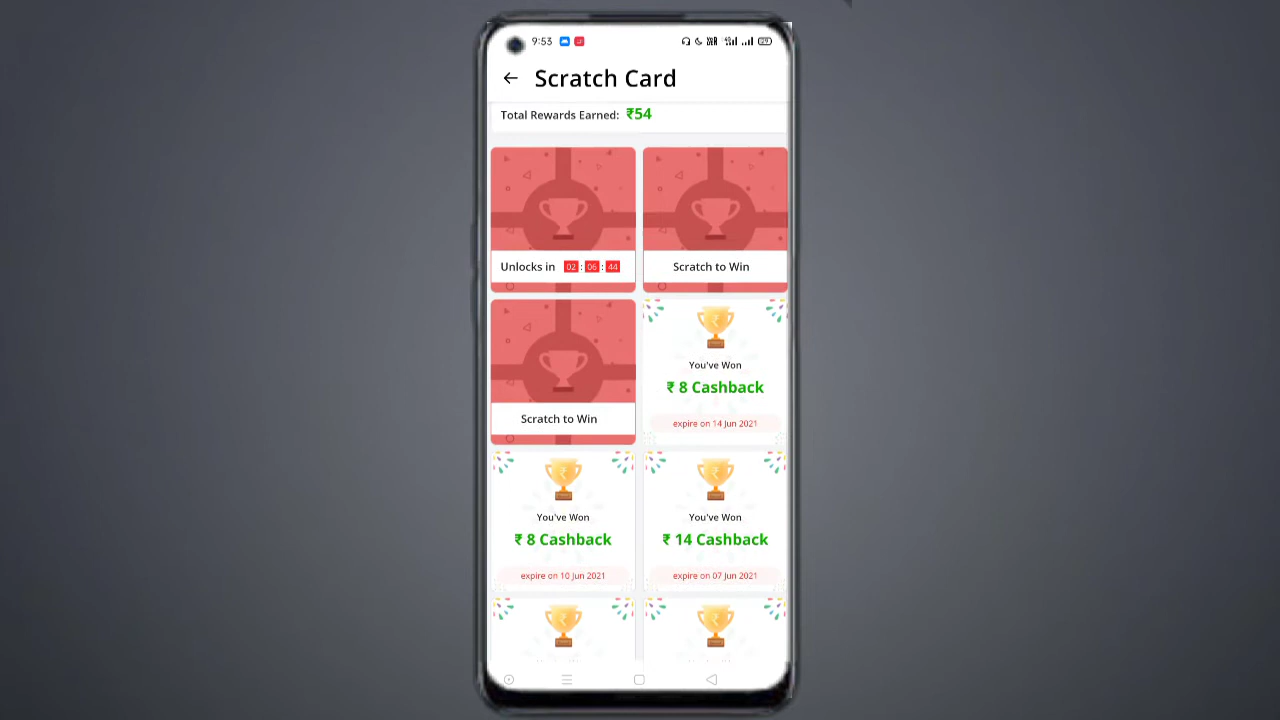 9:53
29
Scratch Card
Total Rewards Earned: ₹54
Unlocks in 02 : 06 : 44
Scratch to Win
Scratch to Win
You've Won
₹ 8 Cashback
expire on 14 Jun 2021
You've Won
₹ 8 Cashback
expire on 10 Jun 2021
You've Won
₹ 14 Cashback
expire on 07 Jun 2021